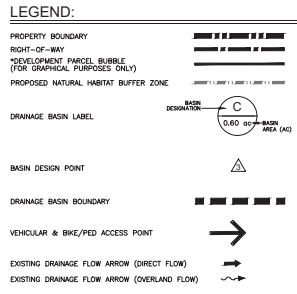 LEGEND:
PROPERTY BOUNDARY
RIGHT-OF-WAY
*DEVELOPMENT PARCEL BUBBLE
(FOR GRAPHICAL PURPOSES ONLY)
PROPOSED NATURAL HABITAT BUFFER ZONE
DRAINAGE BASIN LABEL
BASIN
DESIGNATION
C
0.60 ac
BASIN
AREA (AC)
BASIN DESIGN POINT
3
DRAINAGE BASIN BOUNDARY
VEHICULAR & BIKE/PED ACCESS POINT
EXISTING DRAINAGE FLOW ARROW (DIRECT FLOW)
EXISTING DRAINAGE FLOW ARROW (OVERLAND FLOW)